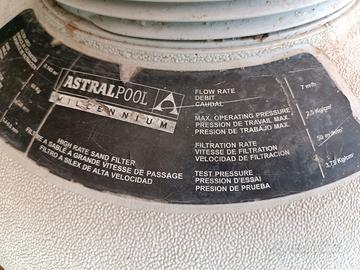 ASTRALPOOL
MILLENNIUM
HIGH RATE SAND FILTER
FILTRE A SABLE A GRANDE VITESSE DE PASSAGE
FILTRO A SILEX DE ALTA VELOCIDAD
FLOW RATE
DEBIT
CAUDAL
MAX. OPERATING PRESSURE
PRESSION DE TRAVAIL MAX.
PRESION DE TRABAJO MAX.
2,5 Kg/cm²
FILTRATION RATE
VITESSE DE FILTRATION
VELOCIDAD DE FILTRACION
TEST PRESSURE
PRESSION D'ESSAI
PRESION DE PRUEBA
3,75 Kg/cm²